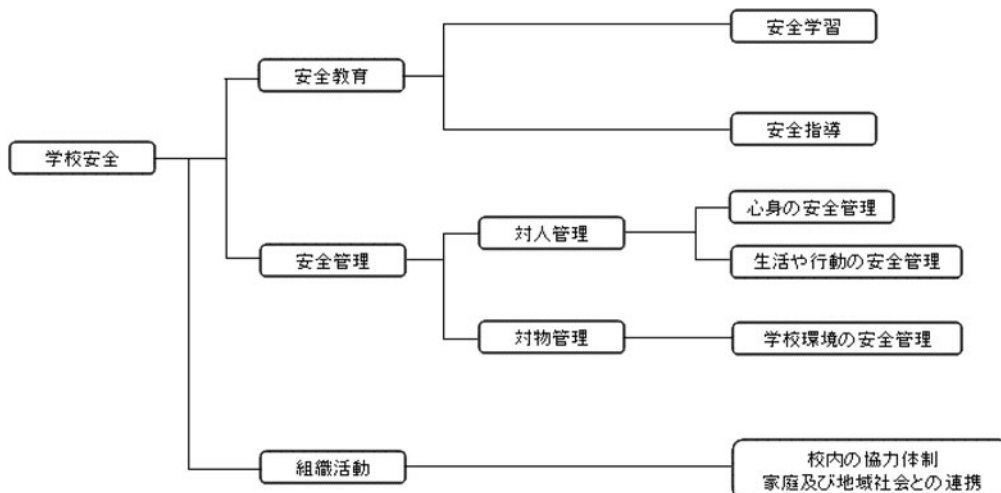 安全学習
安全教育
安全指導
学校安全
心身の安全管理
対人管理
安全管理
生活や行動の安全管理
対物管理
学校環境の安全管理
組織活動
校内の協力体制
家庭及び地域社会との連携